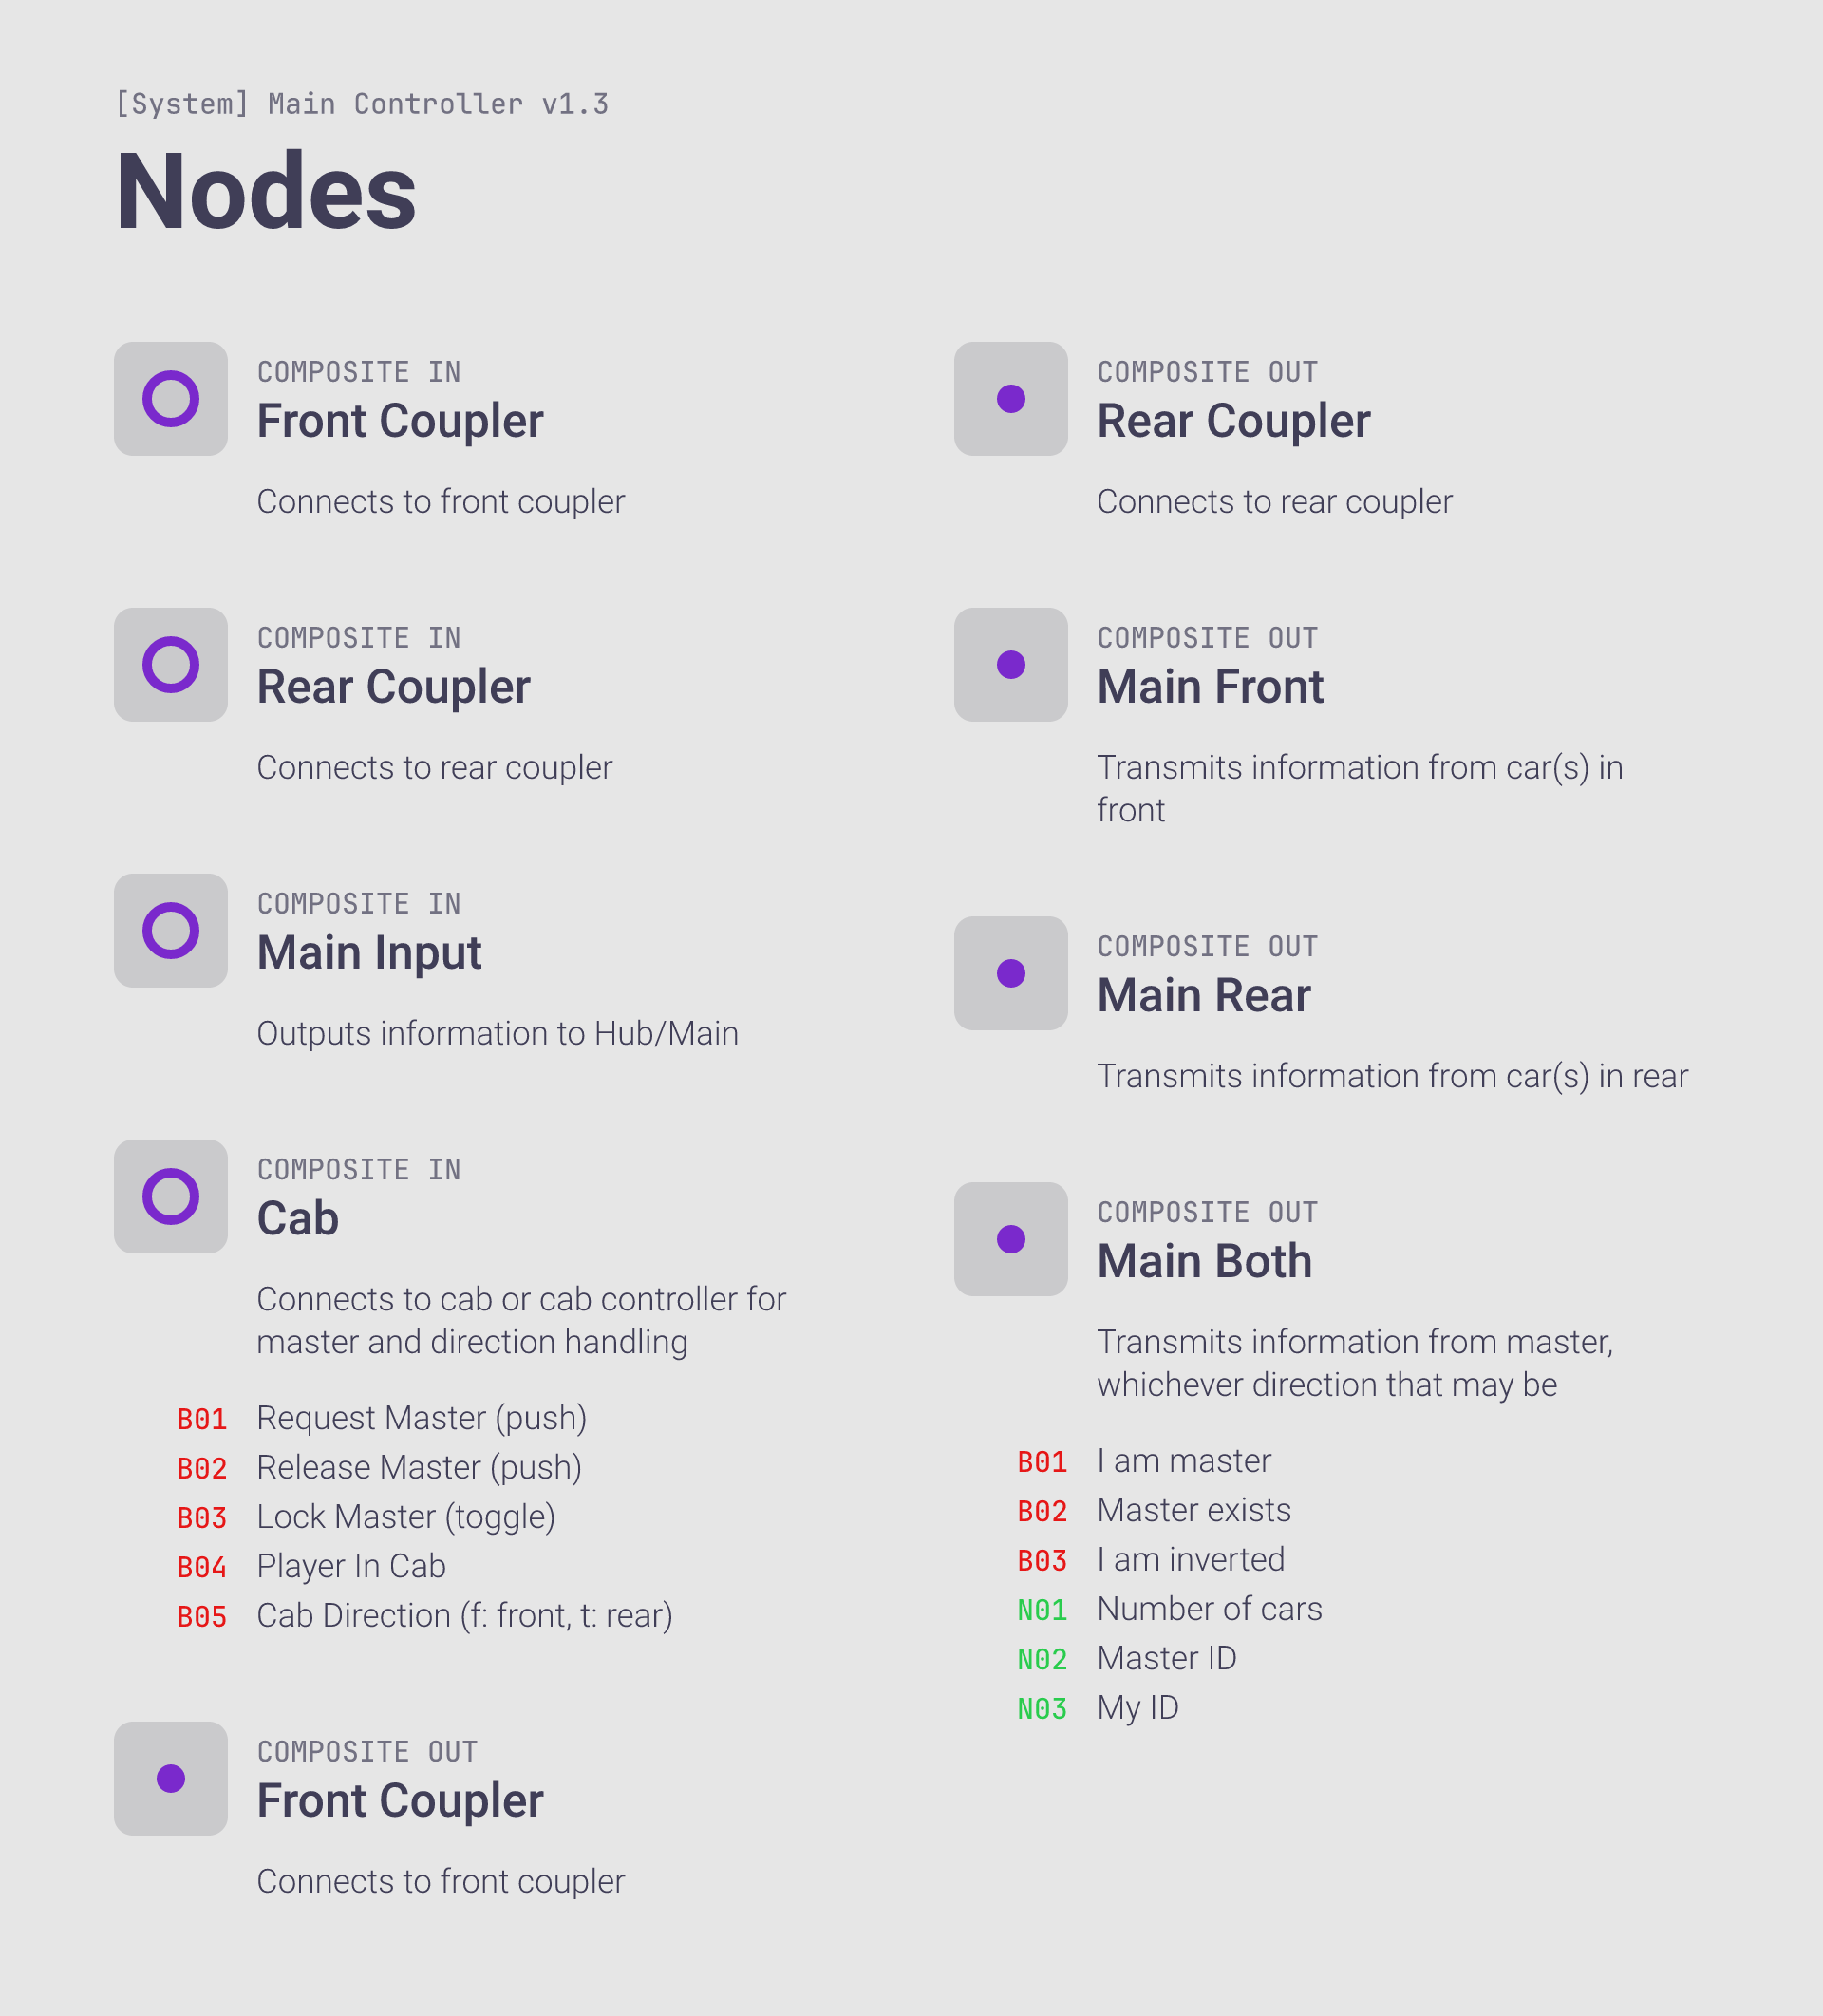 [System] Main Controller v1.3
Nodes
COMPOSITE IN
Front Coupler
Connects to front coupler
COMPOSITE IN
Rear Coupler
Connects to rear coupler
COMPOSITE IN
Main Input
Outputs information to Hub/Main
COMPOSITE IN
Cab
Connects to cab or cab controller for
master and direction handling
B01 Request Master (push)
B02 Release Master (push)
B03 Lock Master (toggle)
B04 Player In Cab
B05 Cab Direction (f: front, t: rear)
COMPOSITE OUT
Front Coupler
Connects to front coupler
COMPOSITE OUT
Rear Coupler
Connects to rear coupler
COMPOSITE OUT
Main Front
Transmits information from car(s) in
front
COMPOSITE OUT
Main Rear
Transmits information from car(s) in rear
COMPOSITE OUT
Main Both
Transmits information from master,
whichever direction that may be
B01 I am master
B02 Master exists
B03 I am inverted
N01 Number of cars
N02 Master ID
N03 My ID